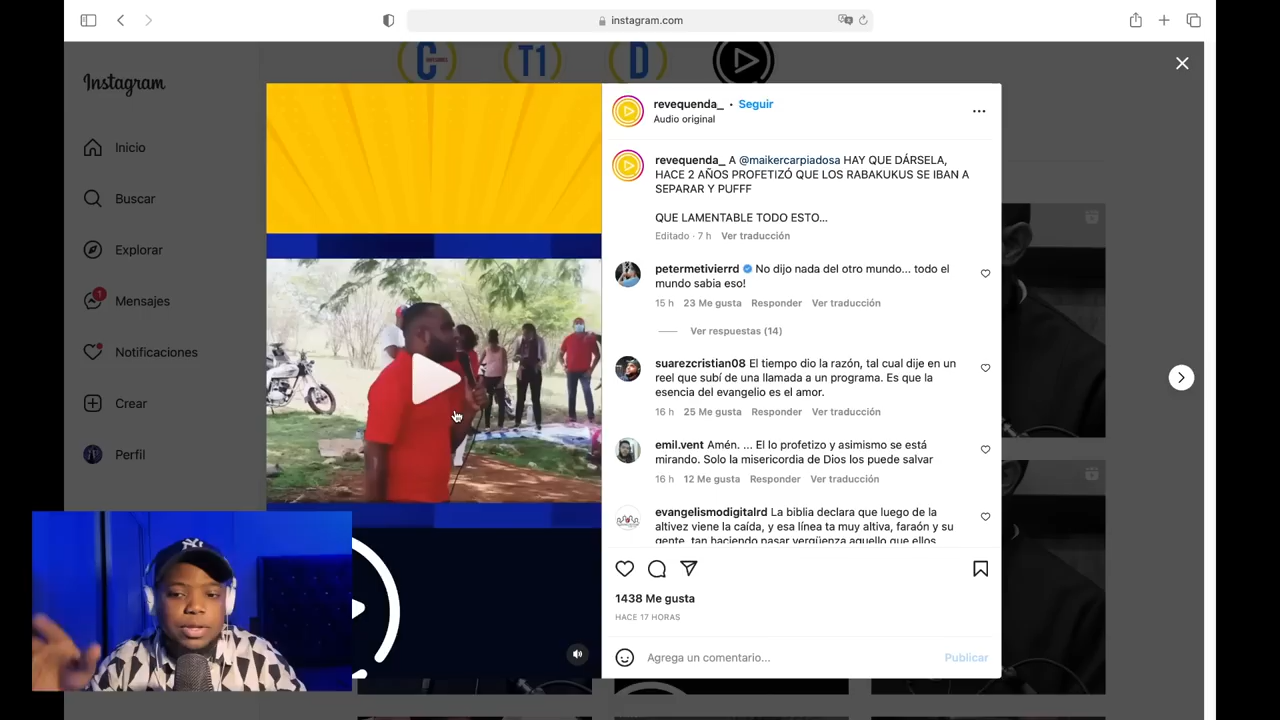 instagram.com
C
T1
D
Instagram
Inicio
Buscar
Explorar
1
Mensajes
Notificaciones
Crear
Perfil
revequenda_ • Seguir
Audio original
revequenda_ A @maikercarpiadosa HAY QUE DÁRSELA,
HACE 2 AÑOS PROFETIZÓ QUE LOS RABAKUKUS SE IBAN A
SEPARAR Y PUFFF
QUE LAMENTABLE TODO ESTO...
Editado · 7 h Ver traducción
petermetivierrd No dijo nada del otro mundo... todo el
mundo sabia eso!
15 h 23 Me gusta Responder Ver traducción
Ver respuestas (14)
suarezcristian08 El tiempo dio la razón, tal cual dije en un
reel que subí de una llamada a un programa. Es que la
esencia del evangelio es el amor.
16 h 25 Me gusta Responder Ver traducción
emil.vent Amén. ... El lo profetizo y asimismo se está
mirando. Solo la misericordia de Dios los puede salvar
16 h 12 Me gusta Responder Ver traducción
evangelismodigitalrd La biblia declara que luego de la
altivez viene la caída, y esa línea ta muy altiva, faraón y su
gente, tan haciendo pasar vergüenza aquello que ellos
1438 Me gusta
HACE 17 HORAS
Agrega un comentario...
Publicar